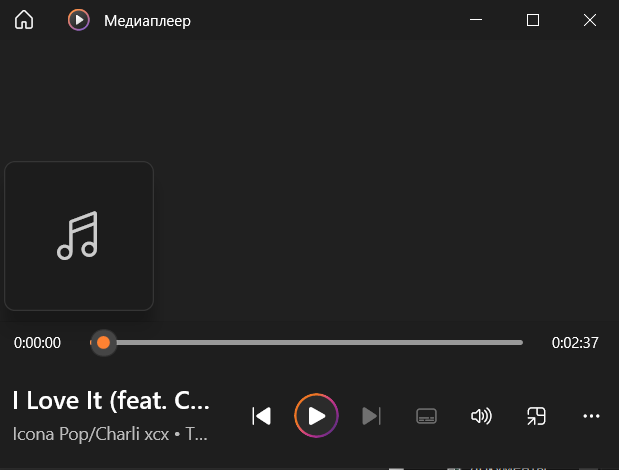 Медиаплеер
0:00:00
0:02:37
I Love It (feat. C...
Icona Pop/Charli xcx • T...